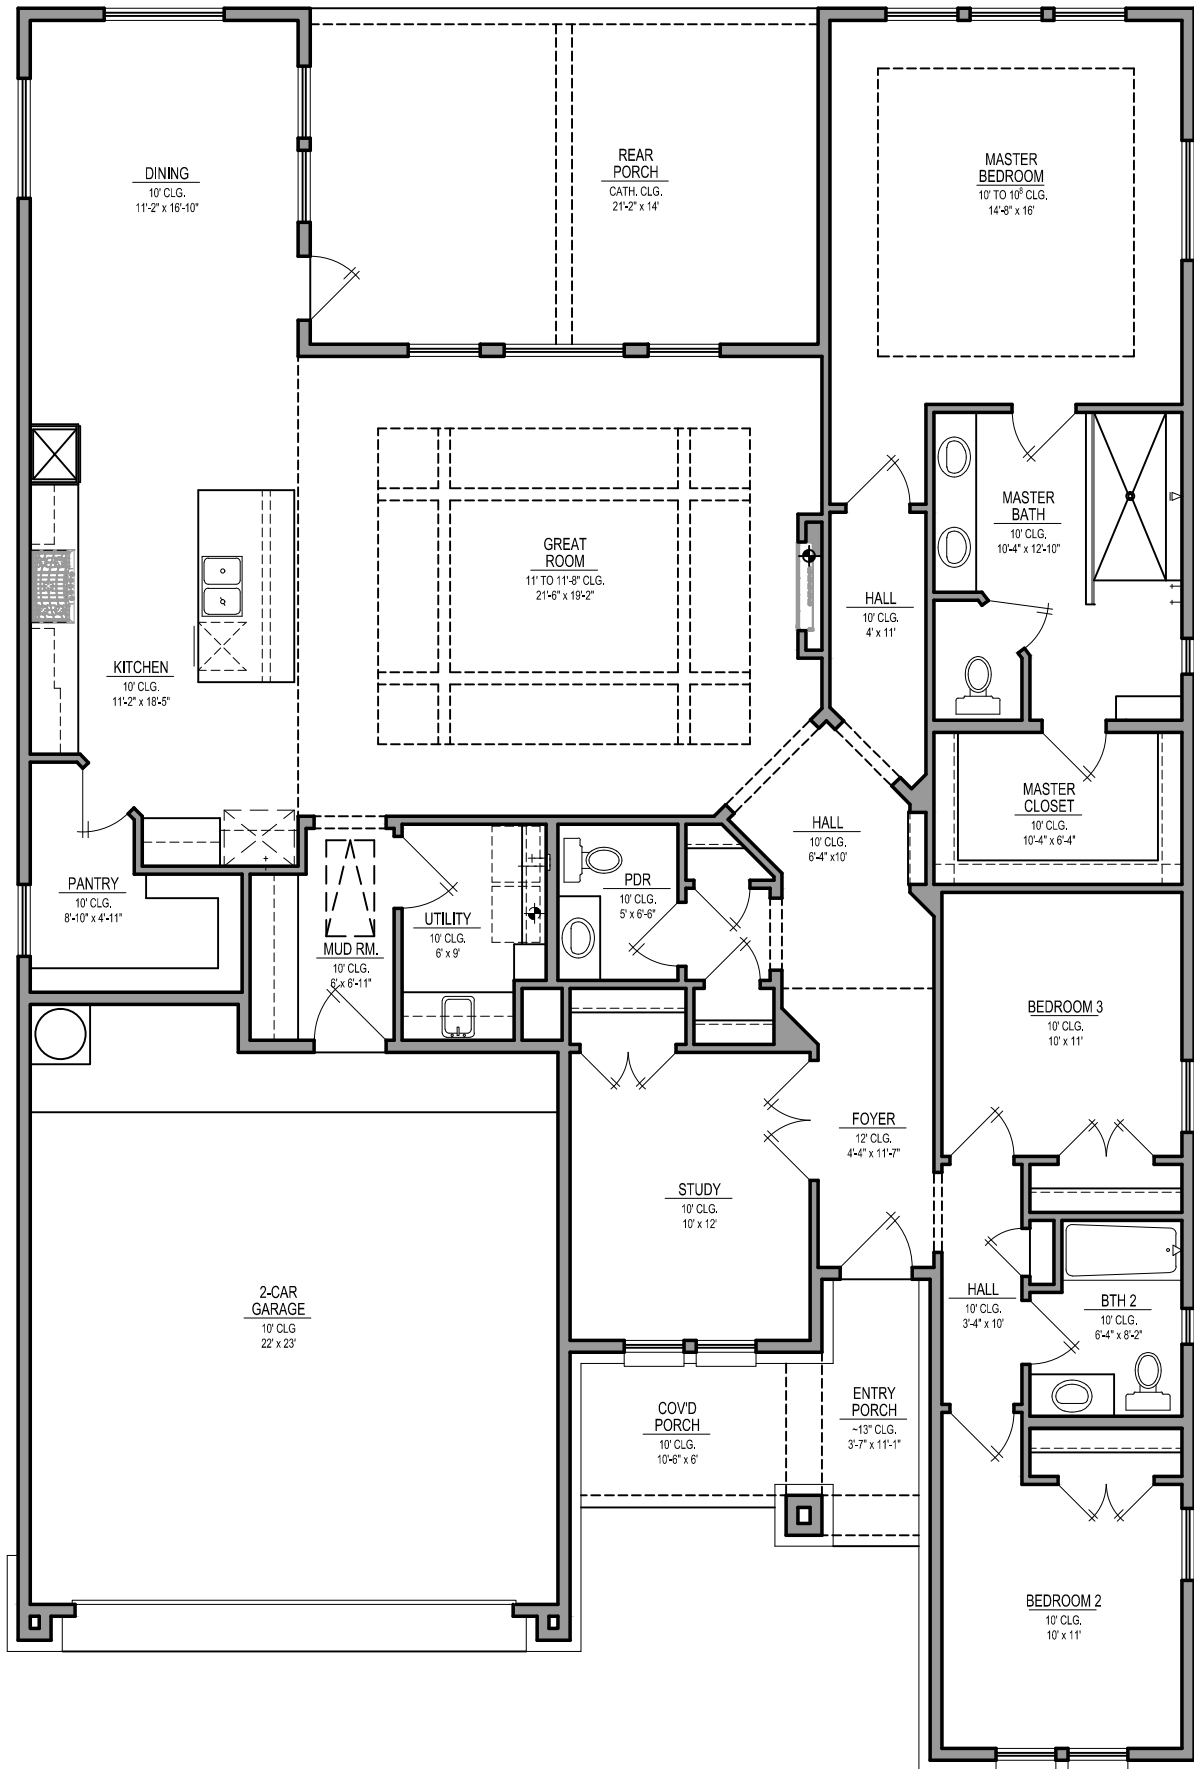 DINING
10' CLG.
11'-2" x 16'-10"
REAR
PORCH
CATH. CLG.
21'-2" x 14'
MASTER
BEDROOM
10' TO 10⁸ CLG.
14'-8" x 16'
GREAT
ROOM
11' TO 11'-8" CLG.
21'-6" x 19'-2"
MASTER
BATH
10' CLG.
10'-4" x 12'-10"
HALL
10' CLG.
4' x 11'
KITCHEN
10' CLG.
11'-2" x 18'-5"
MASTER
CLOSET
10' CLG.
10'-4" x 6'-4"
HALL
10' CLG.
6'-4" x10'
PANTRY
10' CLG.
8'-10" x 4'-11"
PDR
10' CLG.
5' x 6'-6"
UTILITY
10' CLG.
6' x 9'
MUD RM.
10' CLG.
6' x 6'-11"
BEDROOM 3
10' CLG.
10' x 11'
FOYER
12' CLG.
4'-4" x 11'-7"
STUDY
10' CLG.
10' x 12'
2-CAR
GARAGE
10' CLG
22' x 23'
HALL
10' CLG.
3'-4" x 10'
BTH 2
10' CLG.
6'-4" x 8'-2"
COV'D
PORCH
10' CLG.
10'-6" x 6'
ENTRY
PORCH
~13" CLG.
3'-7" x 11'-1"
BEDROOM 2
10' CLG.
10' x 11'